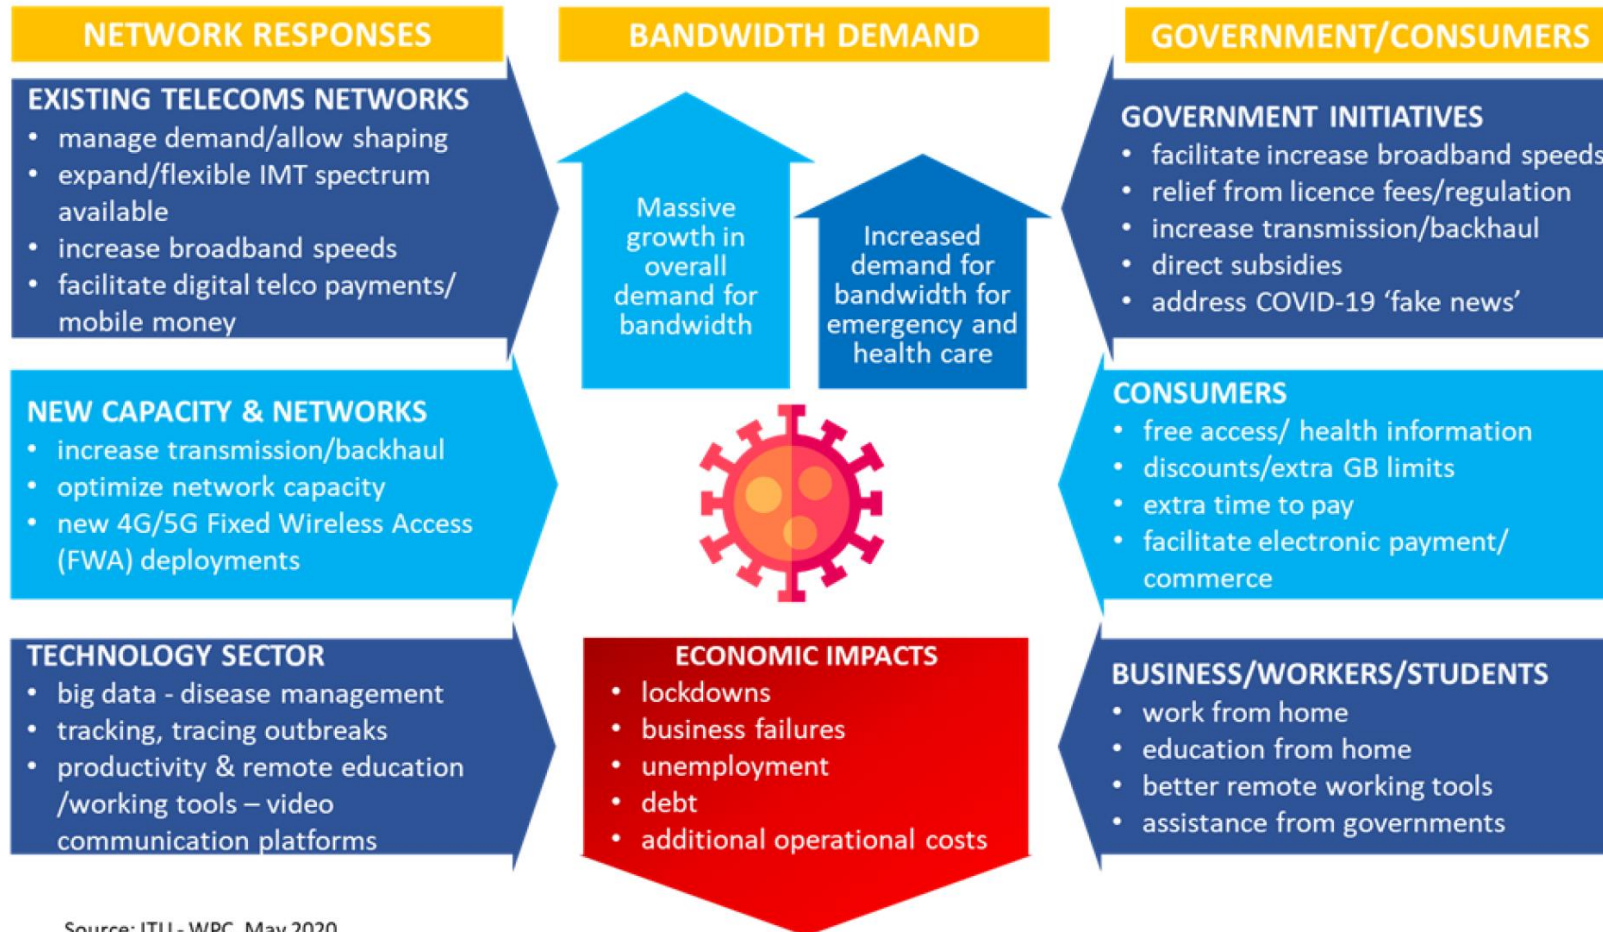 NETWORK RESPONSES
EXISTING TELECOMS NETWORKS
• manage demand/allow shaping
• expand/flexible IMT spectrum
available
• increase broadband speeds
• facilitate digital telco payments/
mobile money
NEW CAPACITY & NETWORKS
• increase transmission/backhaul
• optimize network capacity
• new 4G/5G Fixed Wireless Access
(FWA) deployments
TECHNOLOGY SECTOR
• big data - disease management
• tracking, tracing outbreaks
• productivity & remote education
/working tools – video
communication platforms
BANDWIDTH DEMAND
Massive
growth in
overall
demand for
bandwidth
Increased
demand for
bandwidth for
emergency and
health care
ECONOMIC IMPACTS
• lockdowns
• business failures
• unemployment
• debt
• additional operational costs
GOVERNMENT/CONSUMERS
GOVERNMENT INITIATIVES
• facilitate increase broadband speeds
• relief from licence fees/regulation
• increase transmission/backhaul
• direct subsidies
• address COVID-19 ‘fake news’
CONSUMERS
• free access/ health information
• discounts/extra GB limits
• extra time to pay
• facilitate electronic payment/
commerce
BUSINESS/WORKERS/STUDENTS
• work from home
• education from home
• better remote working tools
• assistance from governments
Source: ITU - WPC, May 2020